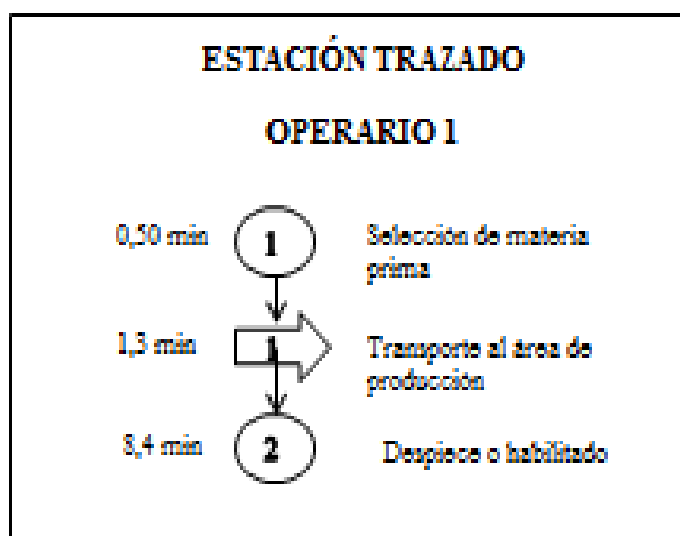 ESTACIÓN TRAZADO
OPERARIO 1
0,50 min
1
Selección de materia
prima
1,3 min
1
Transporte al área de
producción
8,4 min
2
Despiece o habilitado